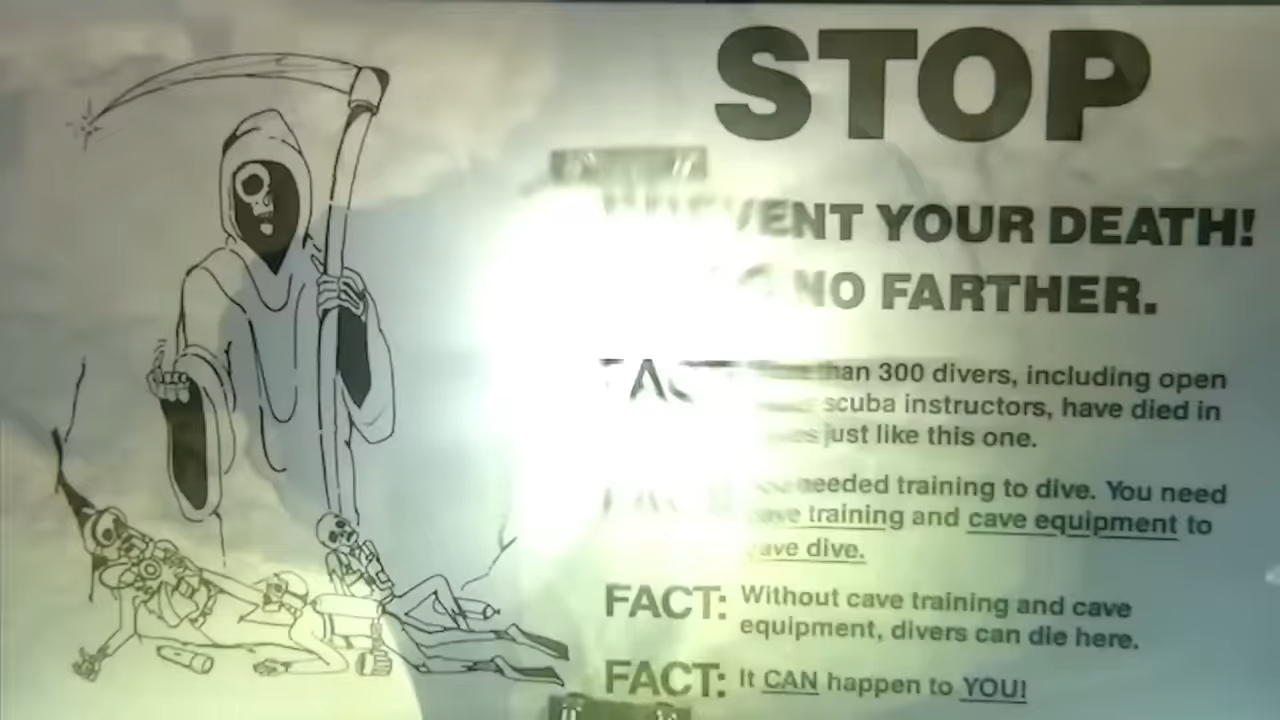 STOP
YOUR DEATH!
NO FARTHER.
than 300 divers, including open
scuba instructors, have died in
just like this one.
needed training to dive. You need
training and cave equipment to
dive.
FACT: Without cave training and cave
equipment, divers can die here.
FACT: It CAN happen to YOU!